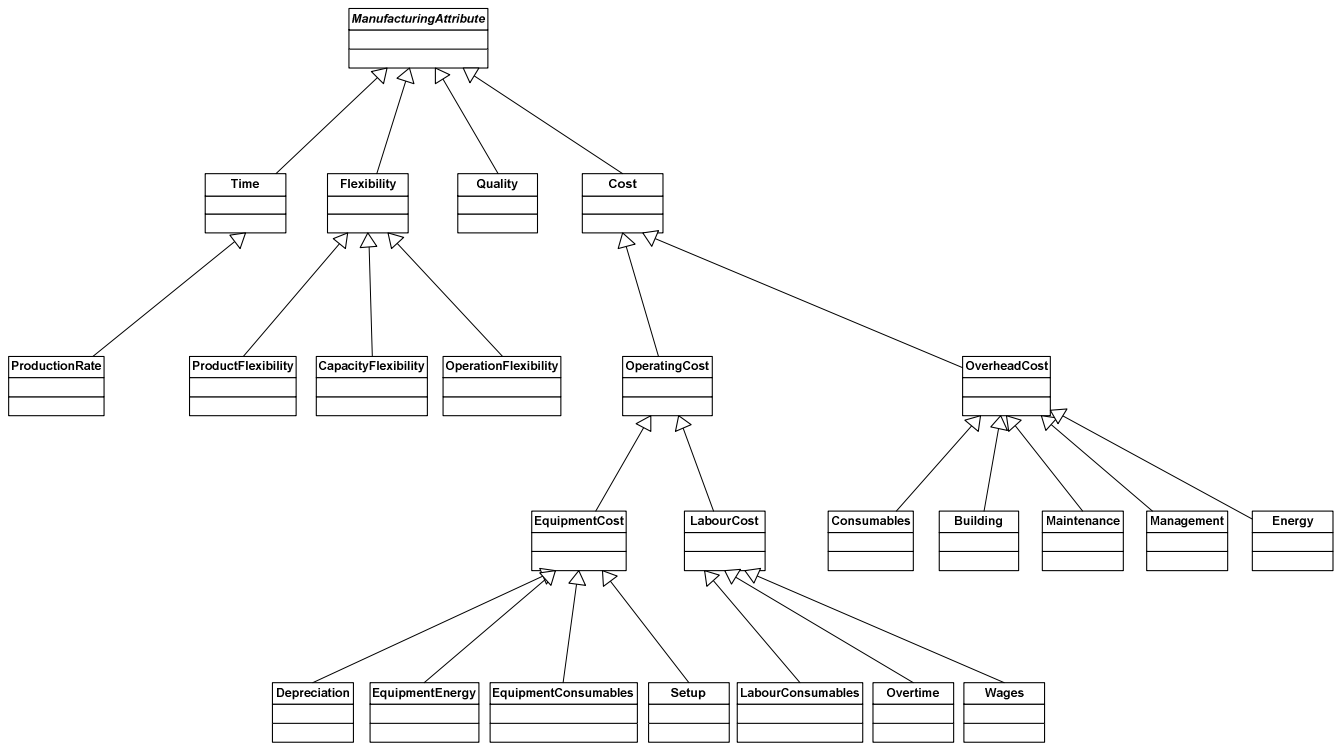 ManufacturingAttribute
Time
Flexibility
Quality
Cost
ProductionRate
ProductFlexibility
CapacityFlexibility
OperationFlexibility
OperatingCost
OverheadCost
EquipmentCost
LabourCost
Consumables
Building
Maintenance
Management
Energy
Depreciation
EquipmentEnergy
EquipmentConsumables
Setup
LabourConsumables
Overtime
Wages